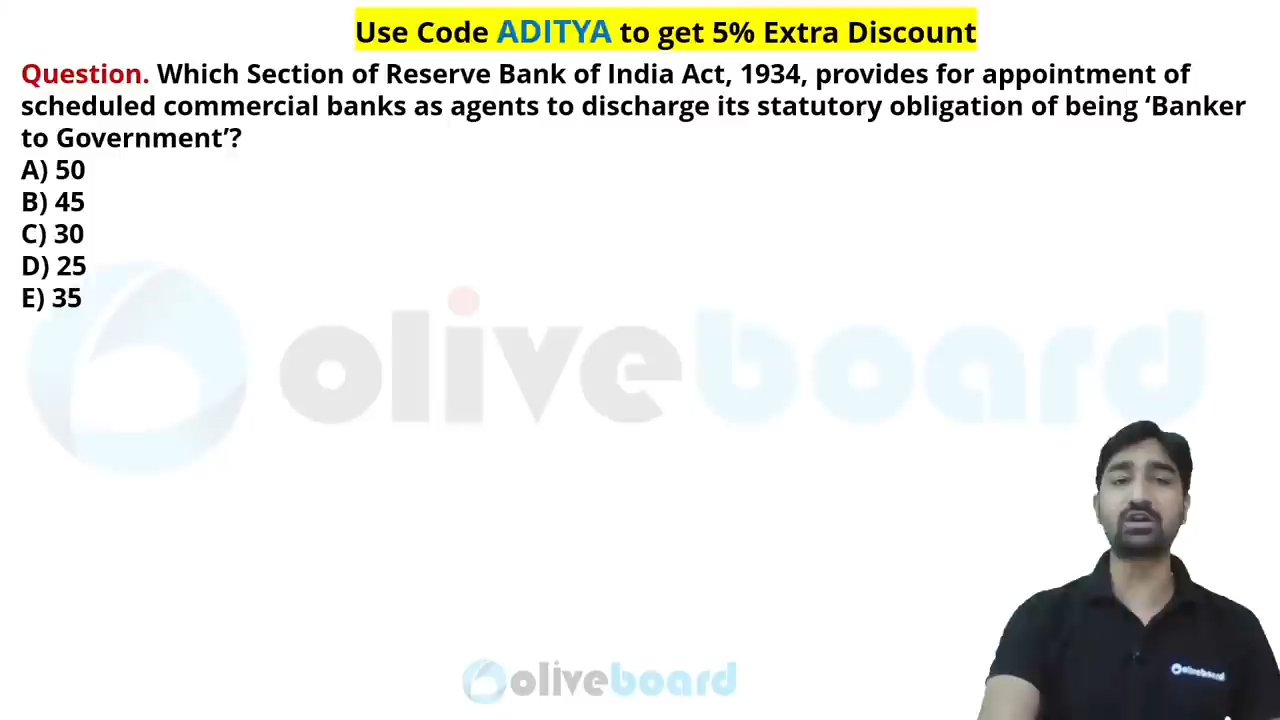 Use Code ADITYA to get 5% Extra Discount
Question. Which Section of Reserve Bank of India Act, 1934, provides for appointment of
scheduled commercial banks as agents to discharge its statutory obligation of being ‘Banker
to Government’?
A) 50
B) 45
C) 30
D) 25
E) 35
oliveboard
oliveboard
oliveboard